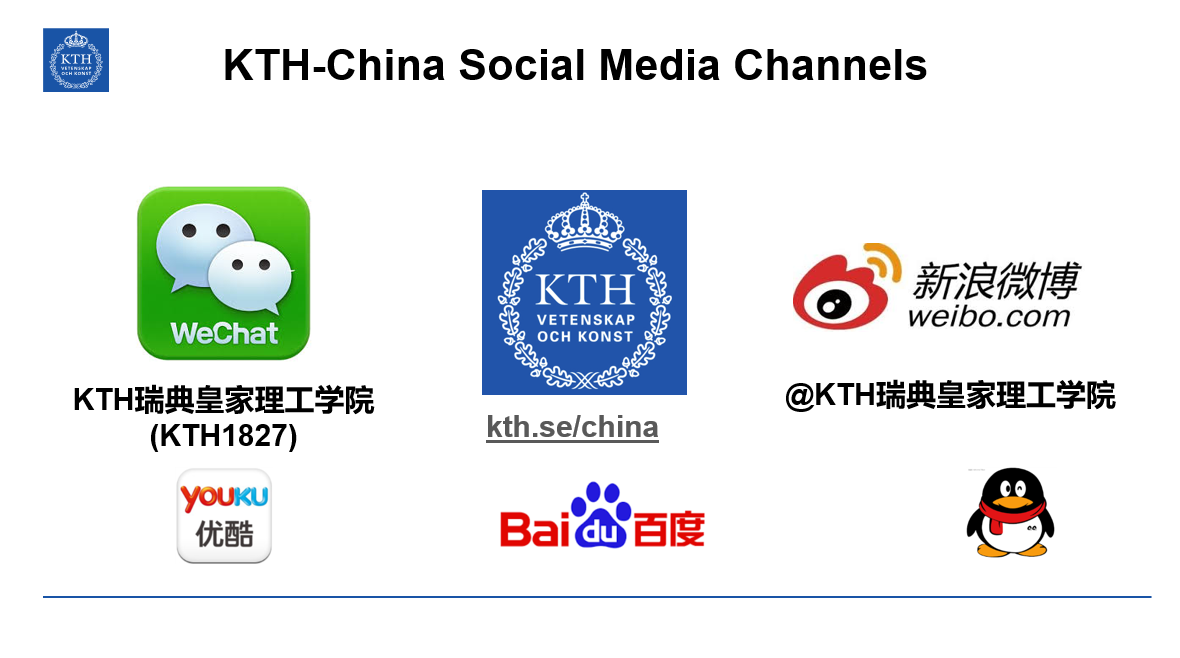 KTH
VETENSKAP
OCH KONST
KTH-China Social Media Channels
WeChat
KTH瑞典皇家理工学院
(KTH1827)
KTH
VETENSKAP
OCH KONST
kth.se/china
新浪微博
weibo.com
@KTH瑞典皇家理工学院
YOUKU
优酷
Bai du 百度